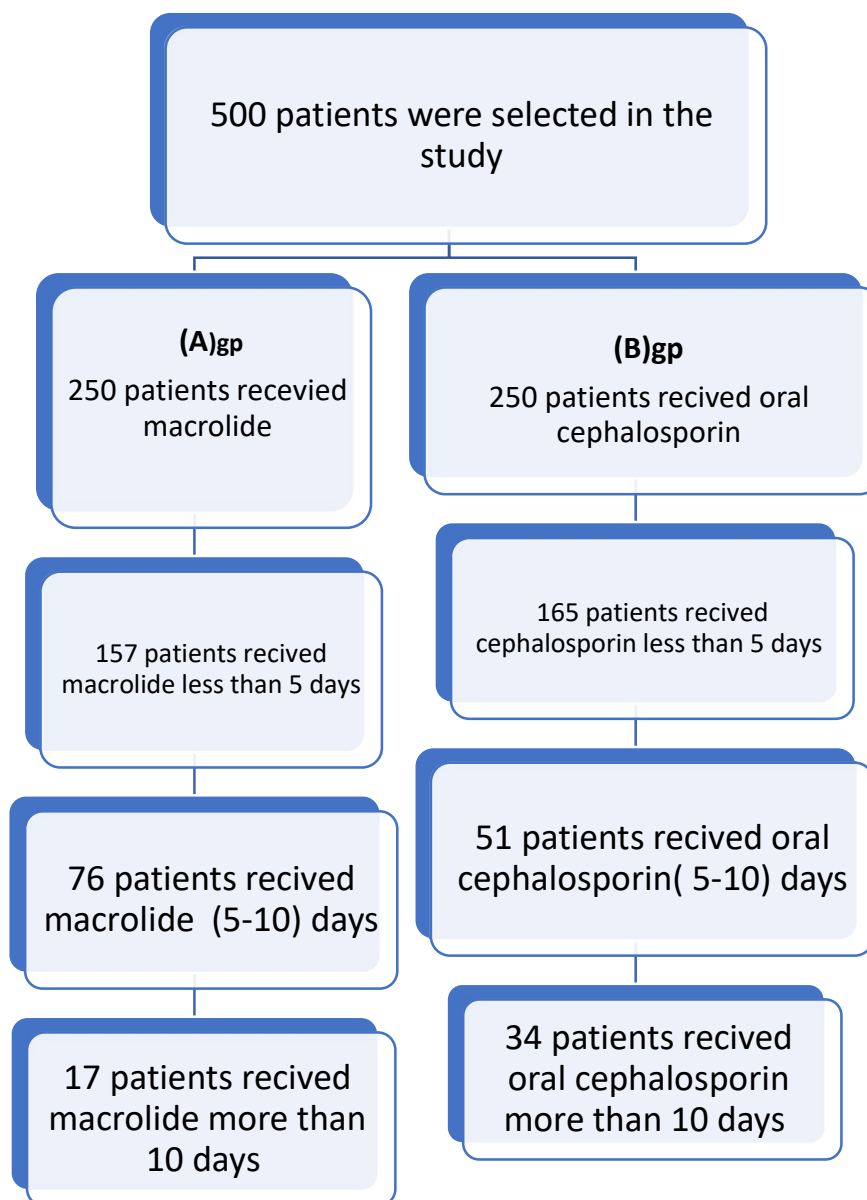 500 patients were selected in the
study
(A)gp
250 patients recevied
macrolide
(B)gp
250 patients recived oral
cephalosporin
157 patients recived
macrolide less than 5 days
165 patients recived
cephalosporin less than 5 days
76 patients recived
macrolide (5-10) days
51 patients recived oral
cephalosporin( 5-10) days
17 patients recived
macrolide more than
10 days
34 patients recived
oral cephalosporin
more than 10 days